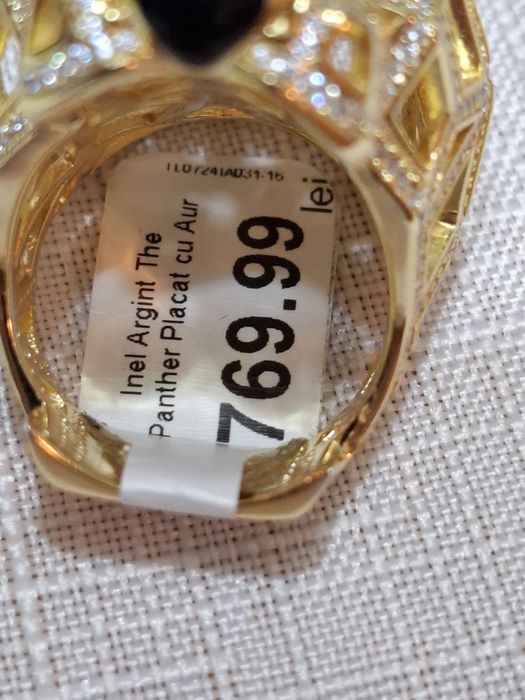 Inel Argint The
Panther Placat cu Aur
769.99
lei